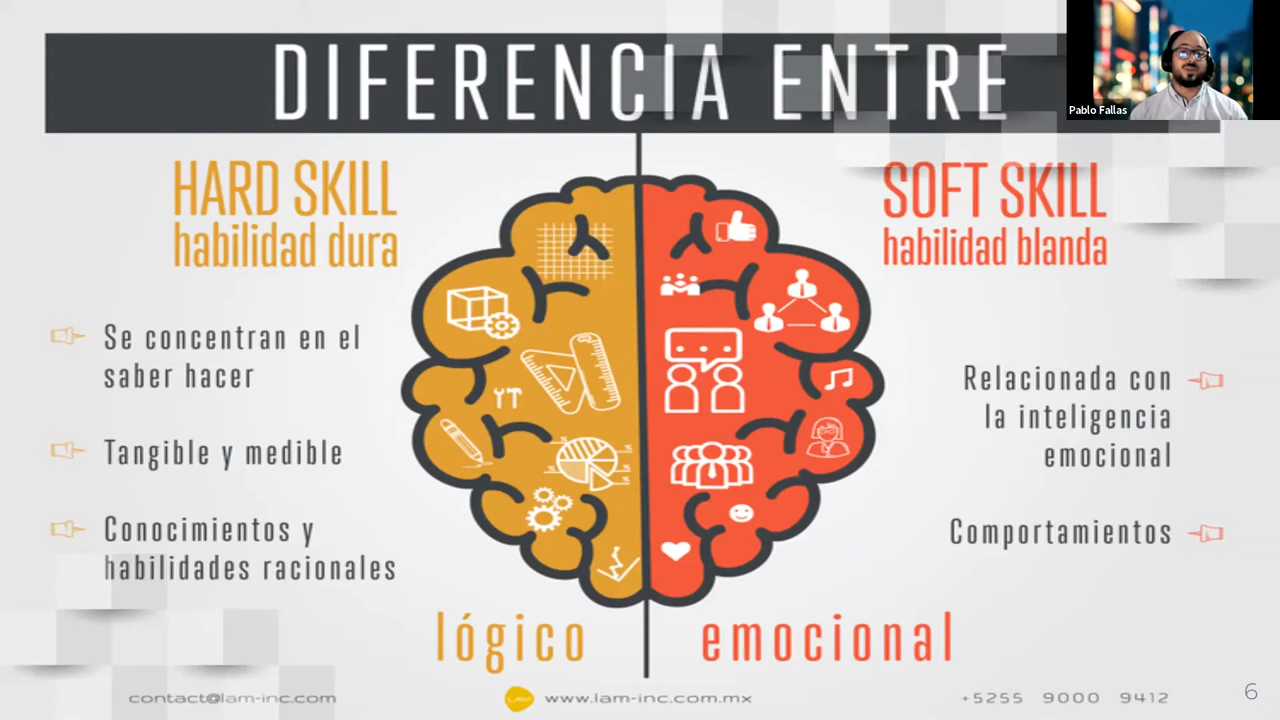 DIFERENCIA ENTRE
Pablo Fallas
HARD SKILL
habilidad dura
Se concentran en el
saber hacer
Tangible y medible
Conocimientos y
habilidades racionales
lógico
SOFT SKILL
habilidad blanda
Relacionada con
la inteligencia
emocional
Comportamientos
emocional
contact@lam-inc.com
LAM
www.lam-inc.com.mx
+5255 9000 9412
6